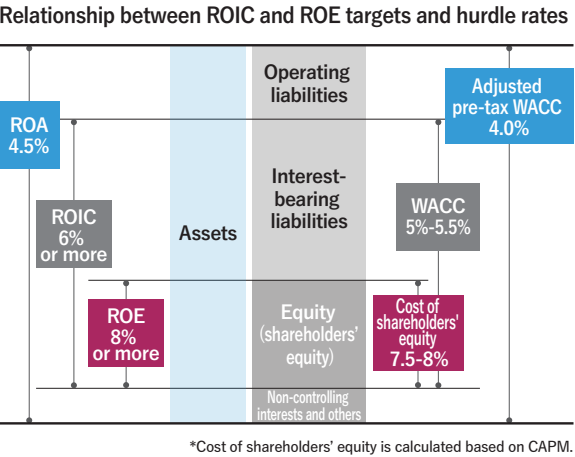 Relationship between ROIC and ROE targets and hurdle rates
Operating
liabilities
Adjusted
pre-tax WACC
4.0%
ROA
4.5%
Interest-
bearing
liabilities
ROIC
6%
or more
Assets
WACC
5%-5.5%
ROE
8%
or more
Equity
(shareholders'
equity)
Cost of
shareholders'
equity
7.5-8%
Non-controlling
interests and others
*Cost of shareholders' equity is calculated based on CAPM.